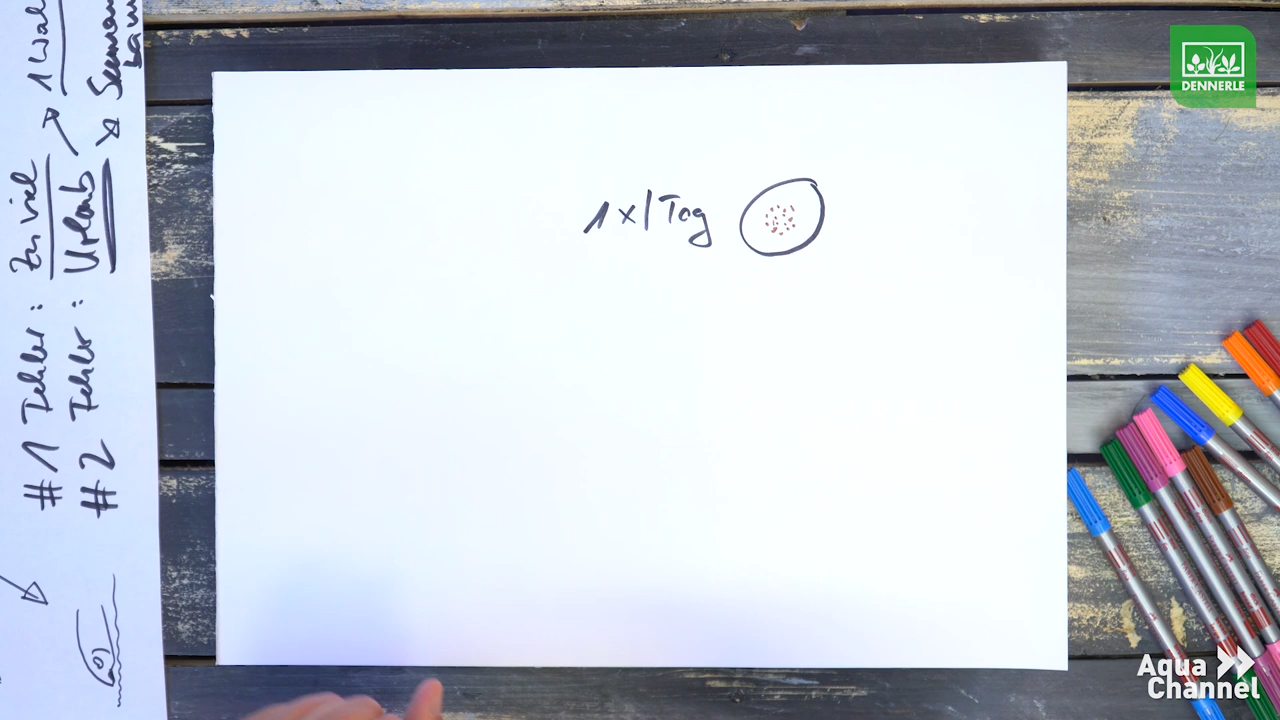 1x/Tag
#1 Fehler: zu viel
#2 Fehler: Urlaub
DENNERLE
Aqua
Channel